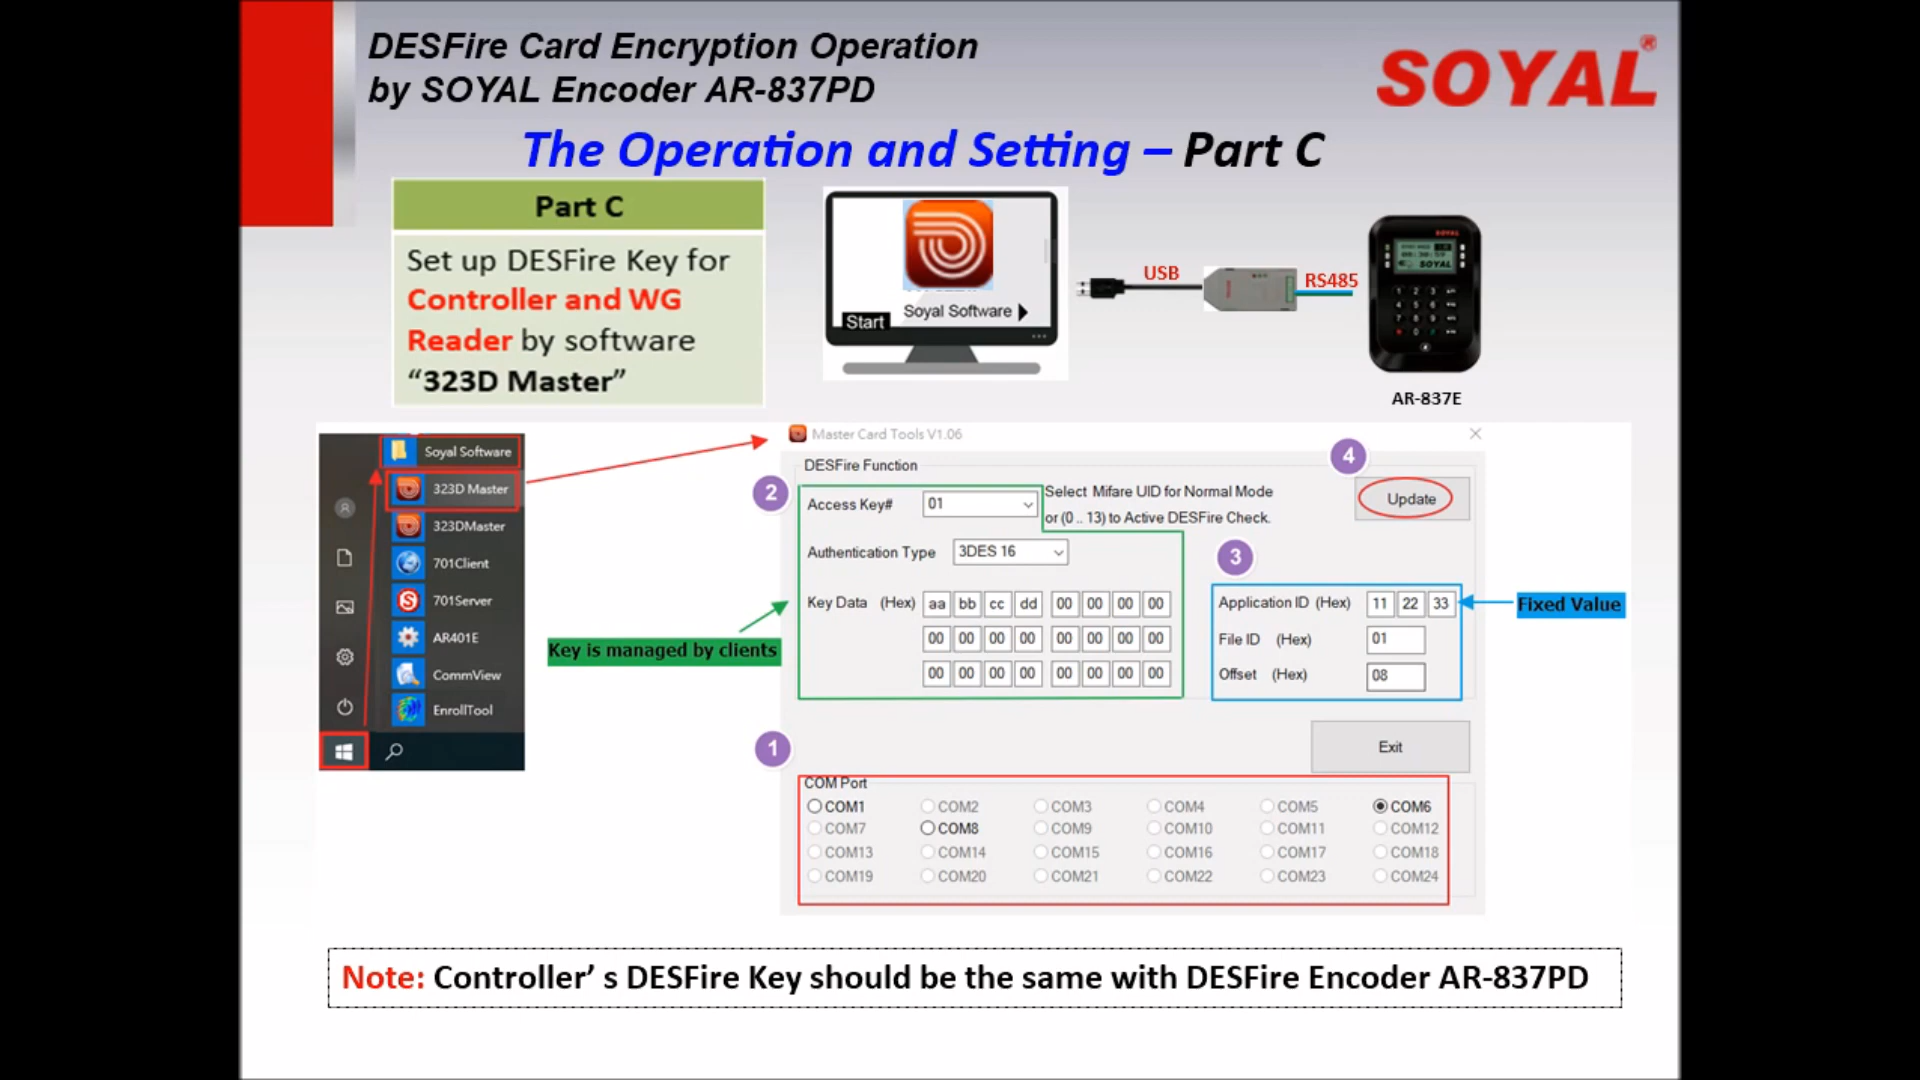 DESFire Card Encryption Operation
by SOYAL Encoder AR-837PD
SOYAL
®
The Operation and Setting – Part C
Part C
Set up DESFire Key for
Controller and WG
Reader by software
“323D Master”
Start
Soyal Software
USB
RS485
SOYAL
SOYAL
AR-837E
Soyal Software
323D Master
323DMaster
701Client
701Server
AR401E
CommView
EnrollTool
Master Card Tools V1.06
DESFire Function
4
Update
2
Access Key# 01
Select Mifare UID for Normal Mode
or (0 .. 13) to Active DESFire Check.
Authentication Type 3DES 16
Key Data (Hex) aa bb cc dd 00 00 00 00
00 00 00 00 00 00 00 00
00 00 00 00 00 00 00 00
Key is managed by clients
3
Application ID (Hex) 11 22 33
File ID (Hex) 01
Offset (Hex) 08
Fixed Value
Exit
1
COM Port
COM1 COM2 COM3 COM4 COM5 COM6
COM7 COM8 COM9 COM10 COM11 COM12
COM13 COM14 COM15 COM16 COM17 COM18
COM19 COM20 COM21 COM22 COM23 COM24
Note: Controller’ s DESFire Key should be the same with DESFire Encoder AR-837PD